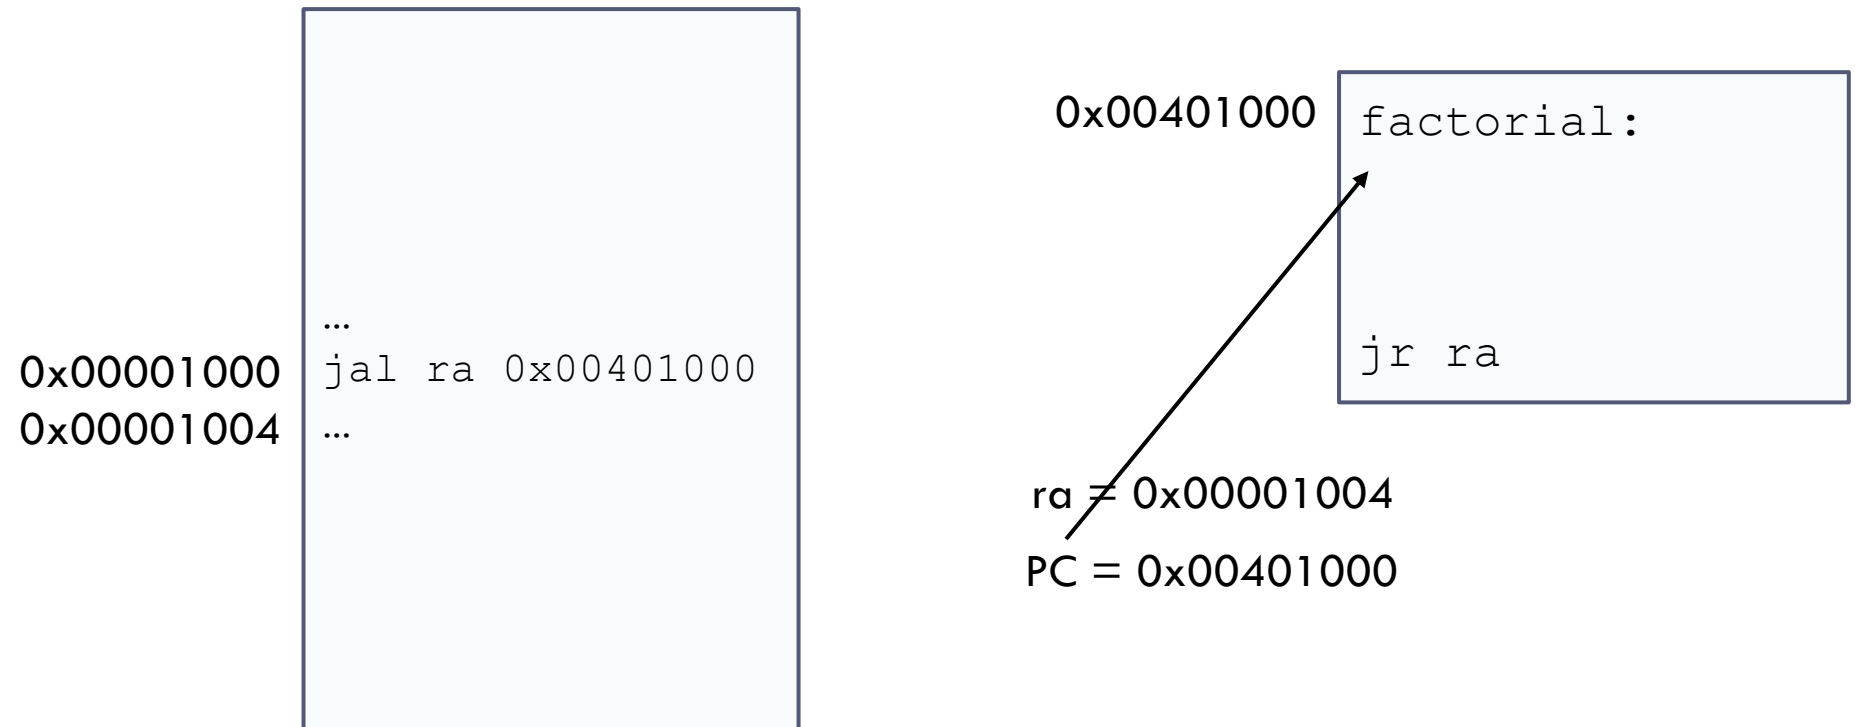 ...
0x00001000 jal ra 0x00401000
0x00001004 ...
0x00401000 factorial:
jr ra
ra = 0x00001004
PC = 0x00401000